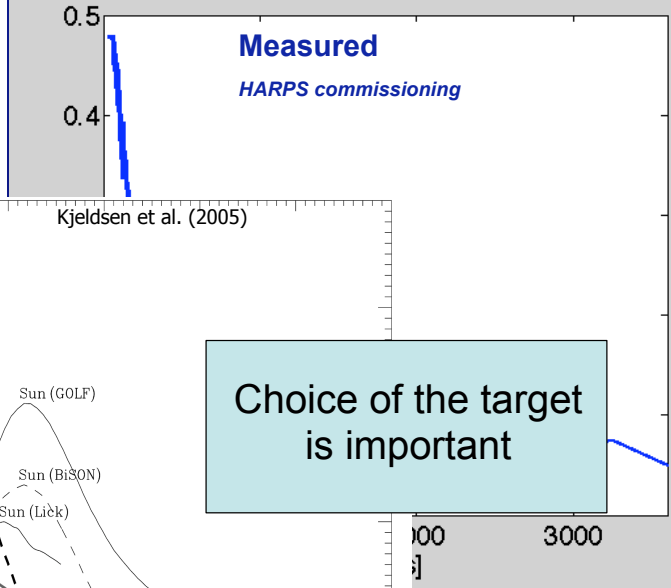 0.5
Measured
HARPS commissioning
0.4
Kjeldsen et al. (2005)
Sun (GOLF)
Choice of the target
is important
Sun (BiSON)
Sun (Lick)
3000